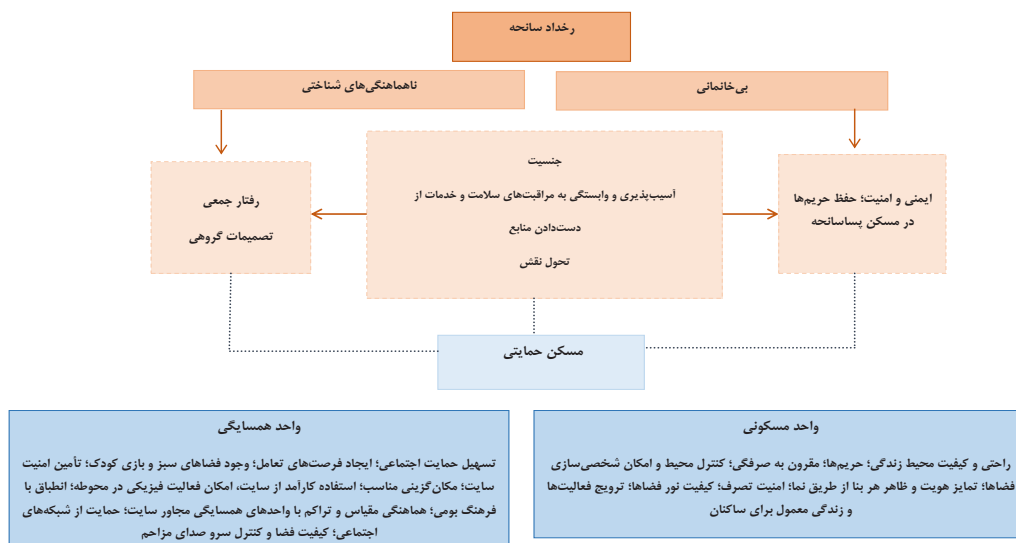 رخداد سانحه
بی‌خانمانی
ناهماهنگی‌های شناختی
ایمنی و امنیت؛ حفظ حریم‌ها
در مسکن پساسانحه
جنسیت
آسیب‌پذیری و وابستگی به مراقبت‌های سلامت و خدمات از
دست‌دادن منابع
تحول نقش
رفتار جمعی
تصمیمات گروهی
مسکن حمایتی
واحد مسکونی
راحتی و کیفیت محیط زندگی؛ حریم‌ها؛ مقرون به صرفگی؛ کنترل محیط و امکان شخصی‌سازی
فضاها؛ تمایز هویت و ظاهر هر بنا از طریق نما؛ امنیت تصرف؛ کیفیت نور فضاها؛ ترویج فعالیت‌ها
و زندگی معمول برای ساکنان
واحد همسایگی
تسهیل حمایت اجتماعی؛ ایجاد فرصت‌های تعامل؛ وجود فضاهای سبز و بازی کودک؛ تأمین امنیت
سایت؛ مکان‌گزینی مناسب؛ استفاده کارآمد از سایت، امکان فعالیت فیزیکی در محوطه؛ انطباق با
فرهنگ بومی؛ هماهنگی مقیاس و تراکم با واحدهای همسایگی مجاور سایت؛ حمایت از شبکه‌های
اجتماعی؛ کیفیت فضا و کنترل سرو صدای مزاحم